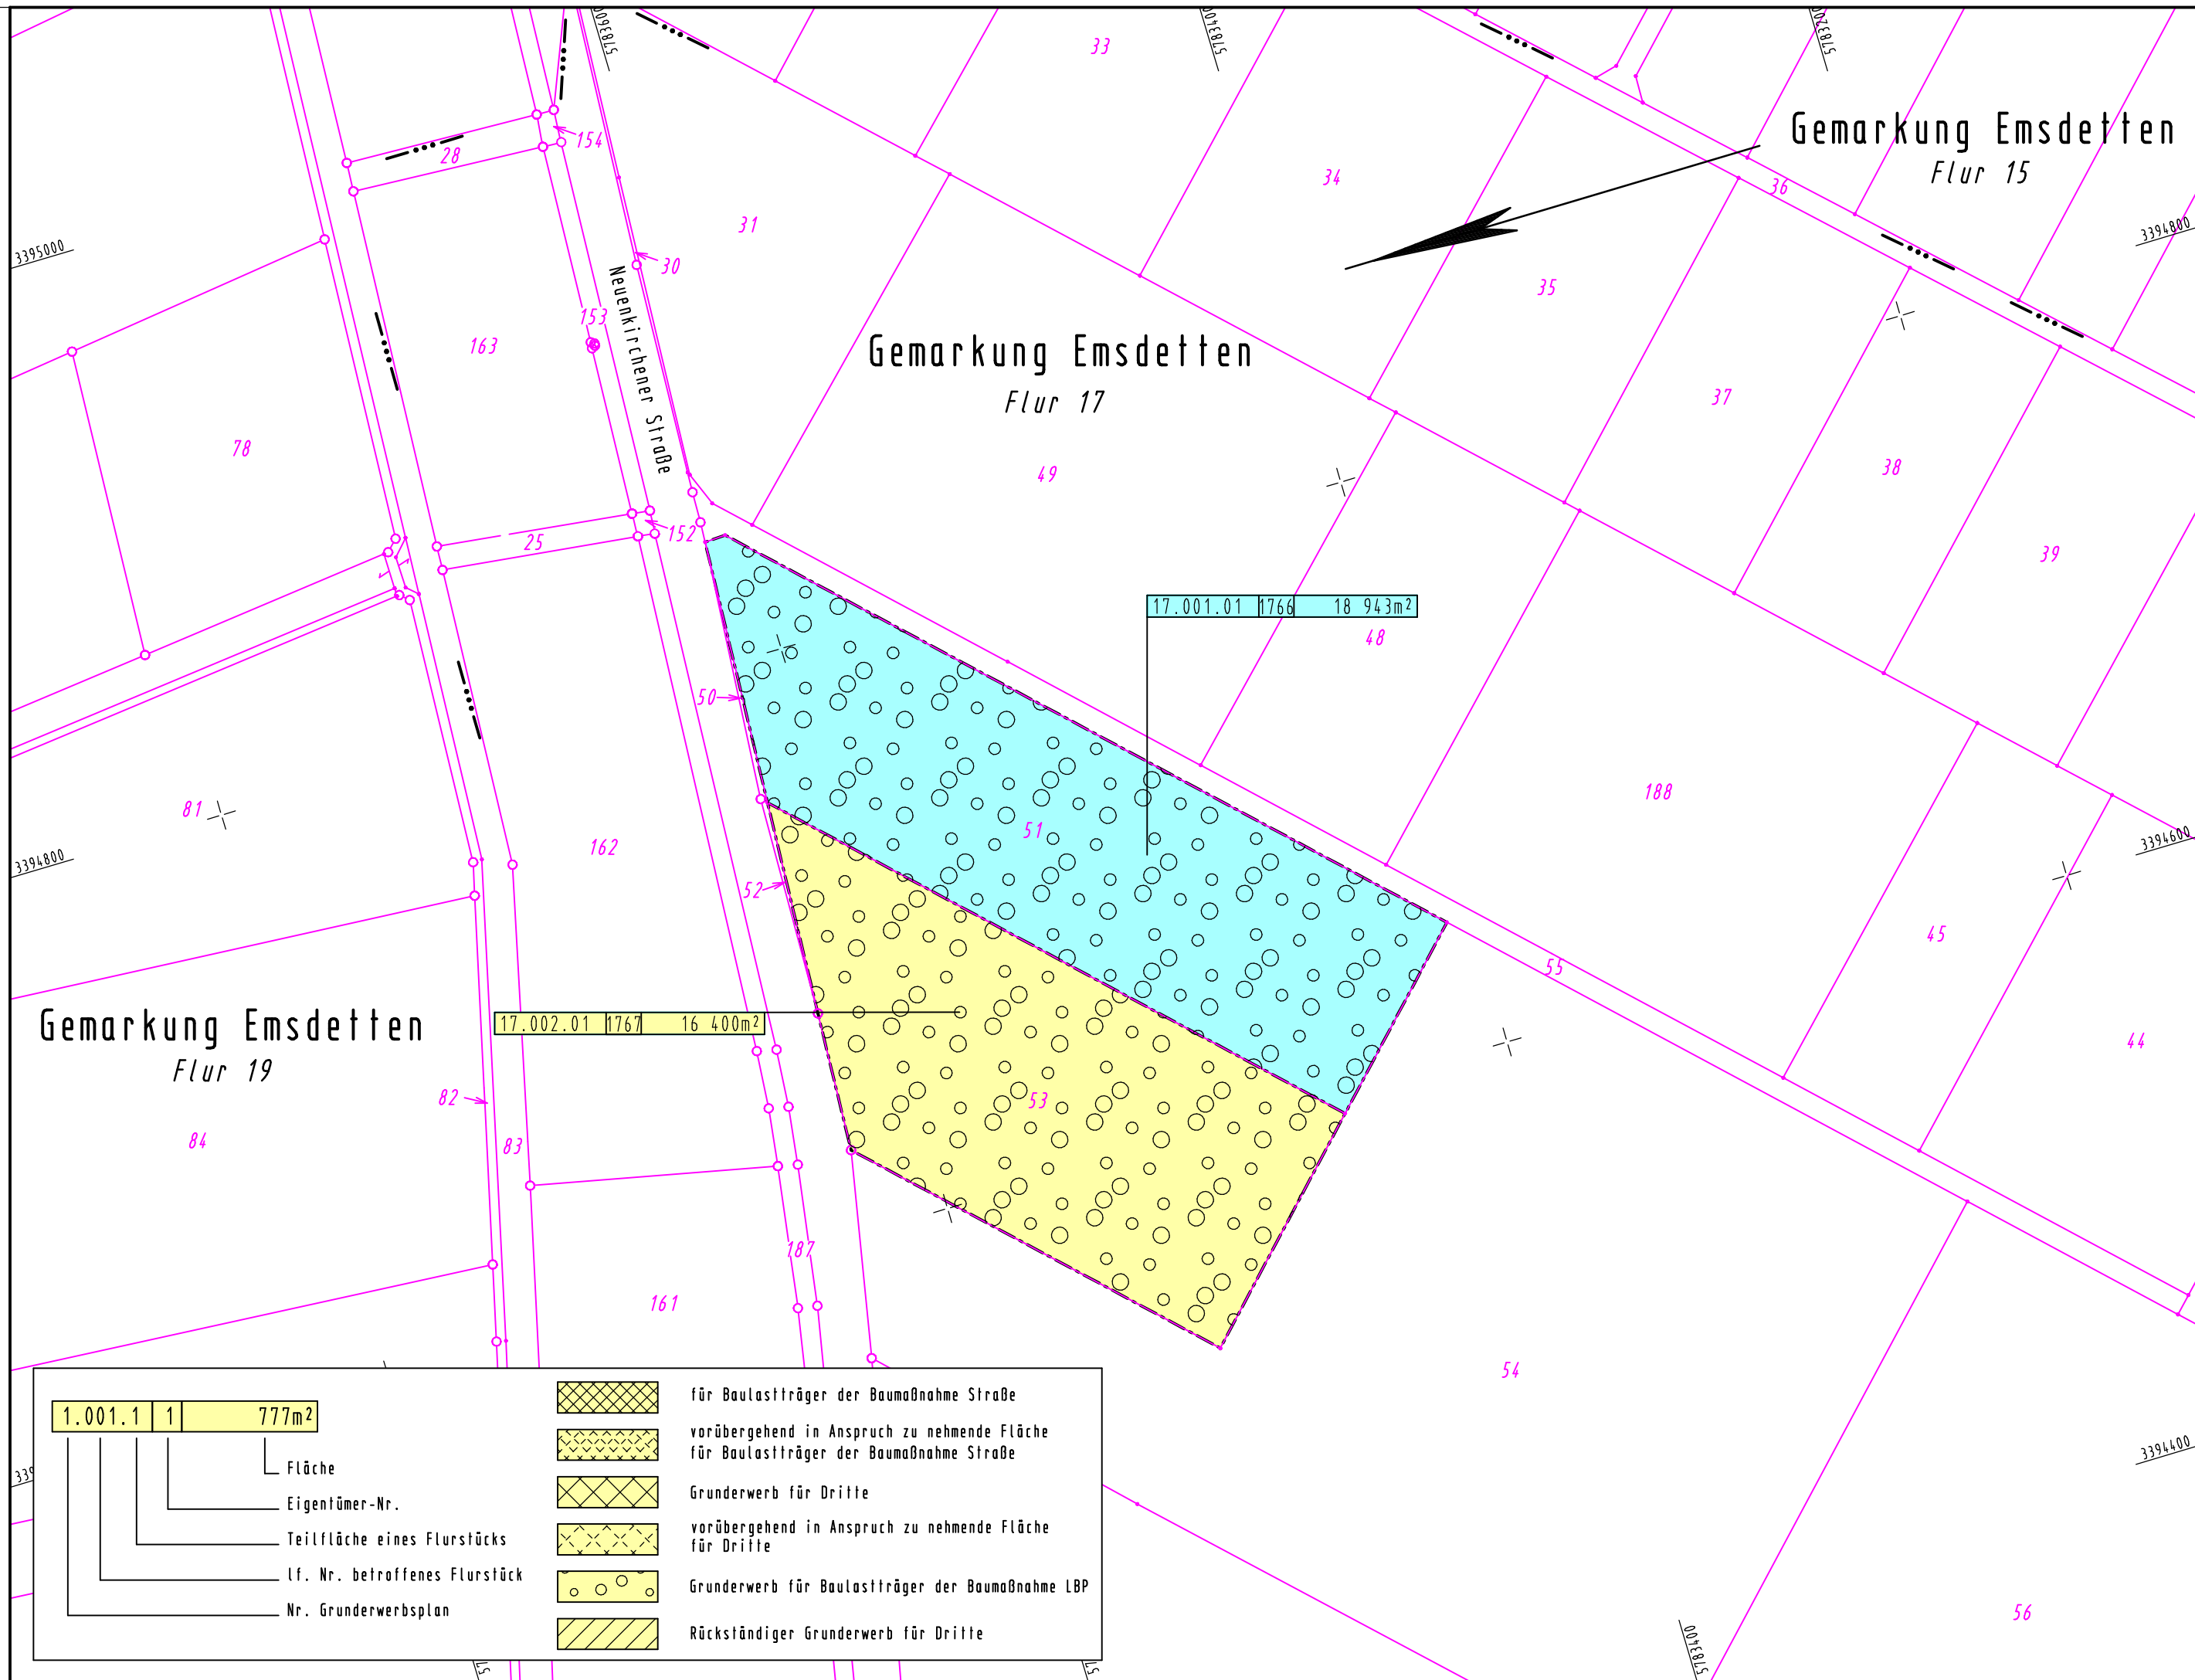 5783600
5783400
5783200
33
154
28
34
36
Gemarkung Emsdetten
Flur 15
3395000
3394800
31
30
35
153
163
Neuenkirchener Straße
Gemarkung Emsdetten
Flur 17
37
78
49
38
39
152
25
17.001.01 1766 18 943m²
48
50
188
81
162
51
3394800
3394600
52
45
55
Gemarkung Emsdetten
Flur 19
17.002.01 1767 16 400m²
44
82
53
84
83
187
161
54
3394400
56
5783400
1.001.1 1 777m²
Fläche
Eigentümer-Nr.
Teilfläche eines Flurstücks
lf. Nr. betroffenes Flurstück
Nr. Grunderwerbsplan
für Baulastträger der Baumaßnahme Straße
vorübergehend in Anspruch zu nehmende Fläche
für Baulastträger der Baumaßnahme Straße
Grunderwerb für Dritte
vorübergehend in Anspruch zu nehmende Fläche
für Dritte
Grunderwerb für Baulastträger der Baumaßnahme LBP
Rückständiger Grunderwerb für Dritte